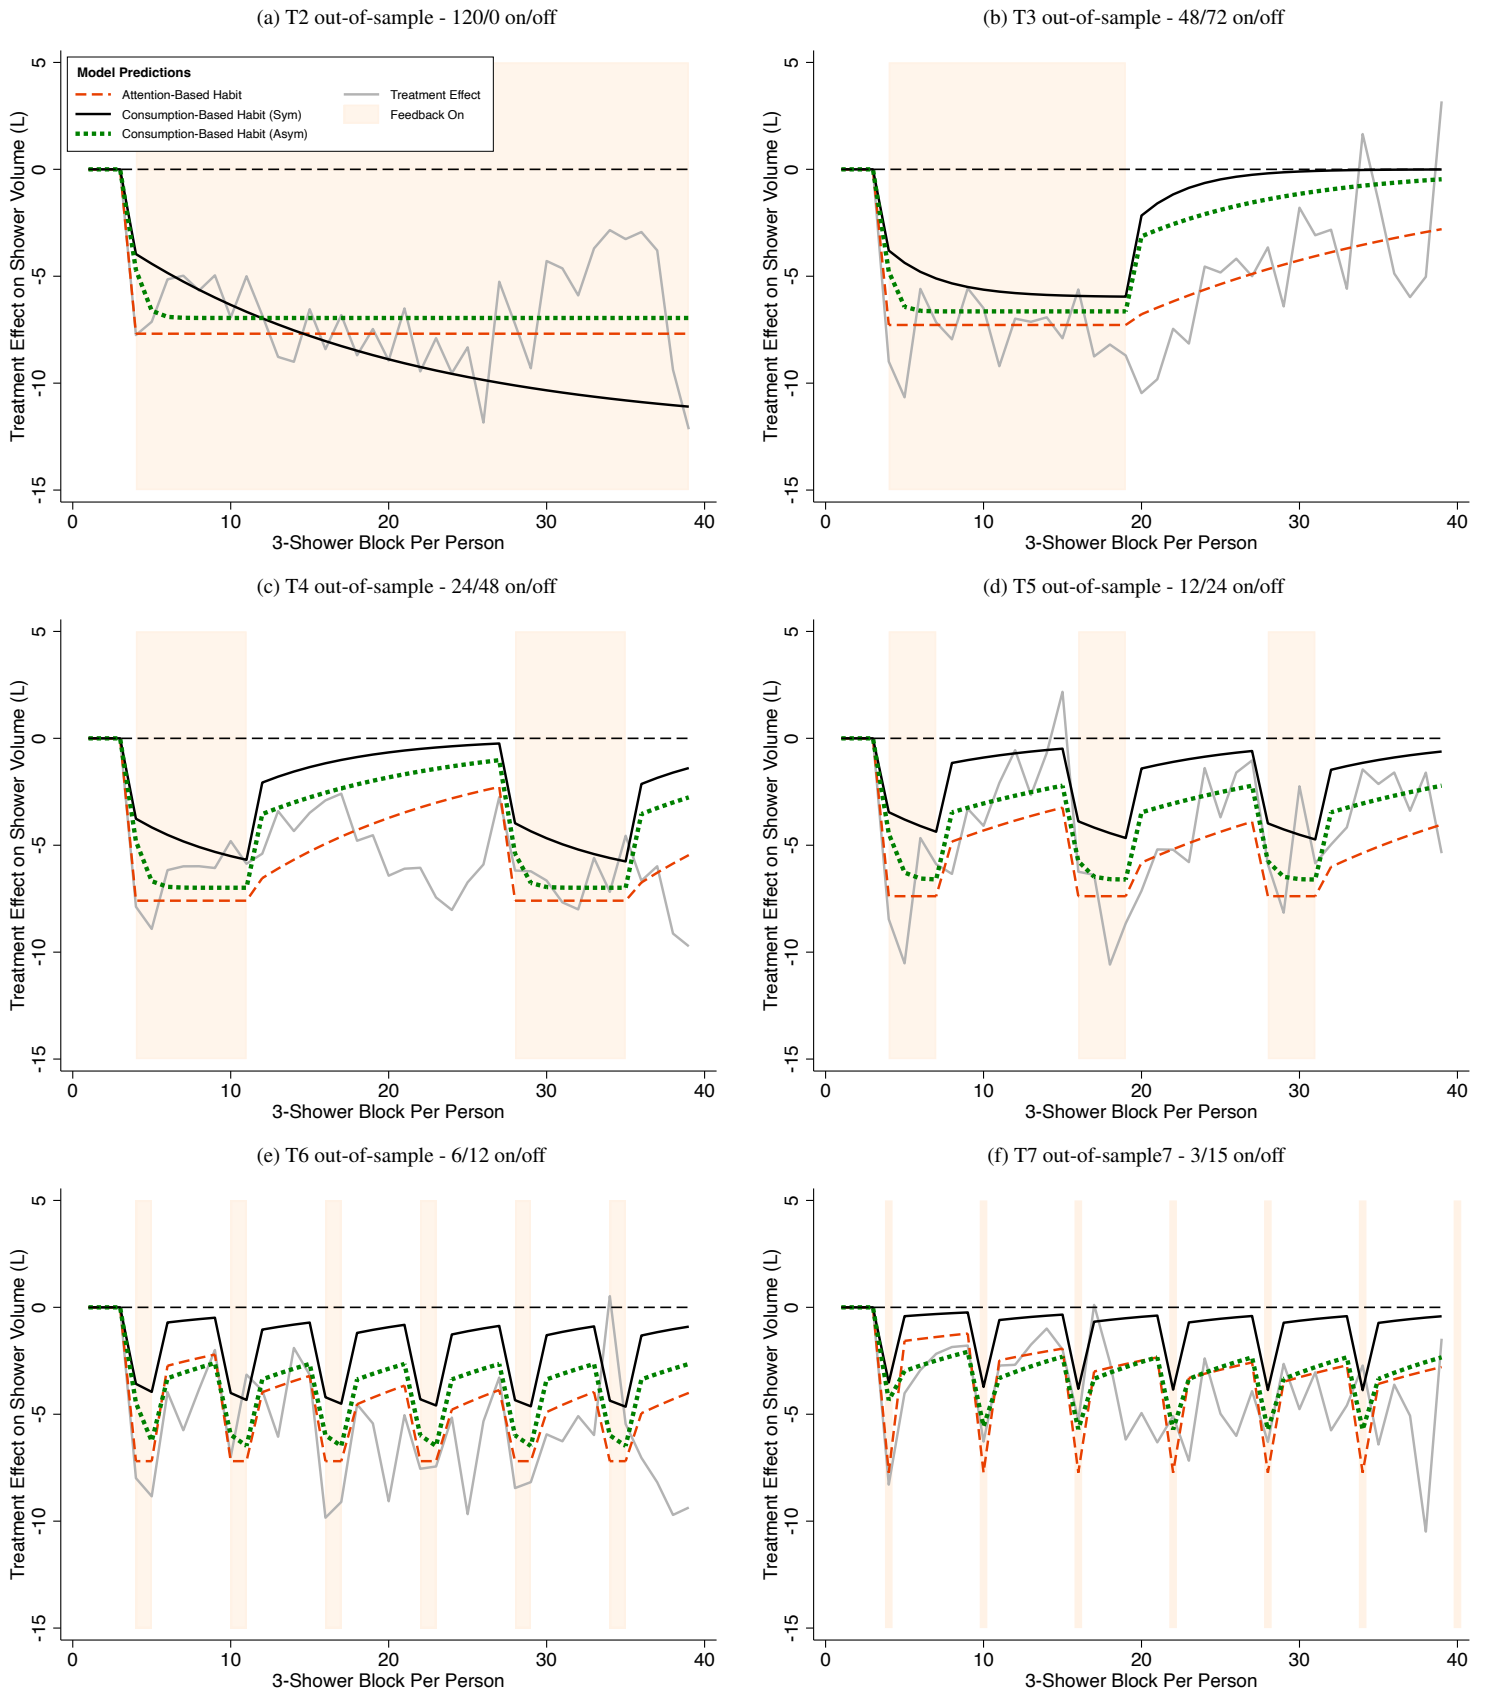 (a) T2 out-of-sample - 120/0 on/off
Treatment Effect on Shower Volume (L)
5
0
-5
-10
-15
Model Predictions
Attention-Based Habit
Consumption-Based Habit (Sym)
Consumption-Based Habit (Asym)
Treatment Effect
Feedback On
0 10 20 30 40
3-Shower Block Per Person
(b) T3 out-of-sample - 48/72 on/off
Treatment Effect on Shower Volume (L)
5
0
-5
-10
-15
0 10 20 30 40
3-Shower Block Per Person
(c) T4 out-of-sample - 24/48 on/off
Treatment Effect on Shower Volume (L)
5
0
-5
-10
-15
0 10 20 30 40
3-Shower Block Per Person
(d) T5 out-of-sample - 12/24 on/off
Treatment Effect on Shower Volume (L)
5
0
-5
-10
-15
0 10 20 30 40
3-Shower Block Per Person
(e) T6 out-of-sample - 6/12 on/off
Treatment Effect on Shower Volume (L)
5
0
-5
-10
-15
0 10 20 30 40
3-Shower Block Per Person
(f) T7 out-of-sample7 - 3/15 on/off
Treatment Effect on Shower Volume (L)
5
0
-5
-10
-15
0 10 20 30 40
3-Shower Block Per Person